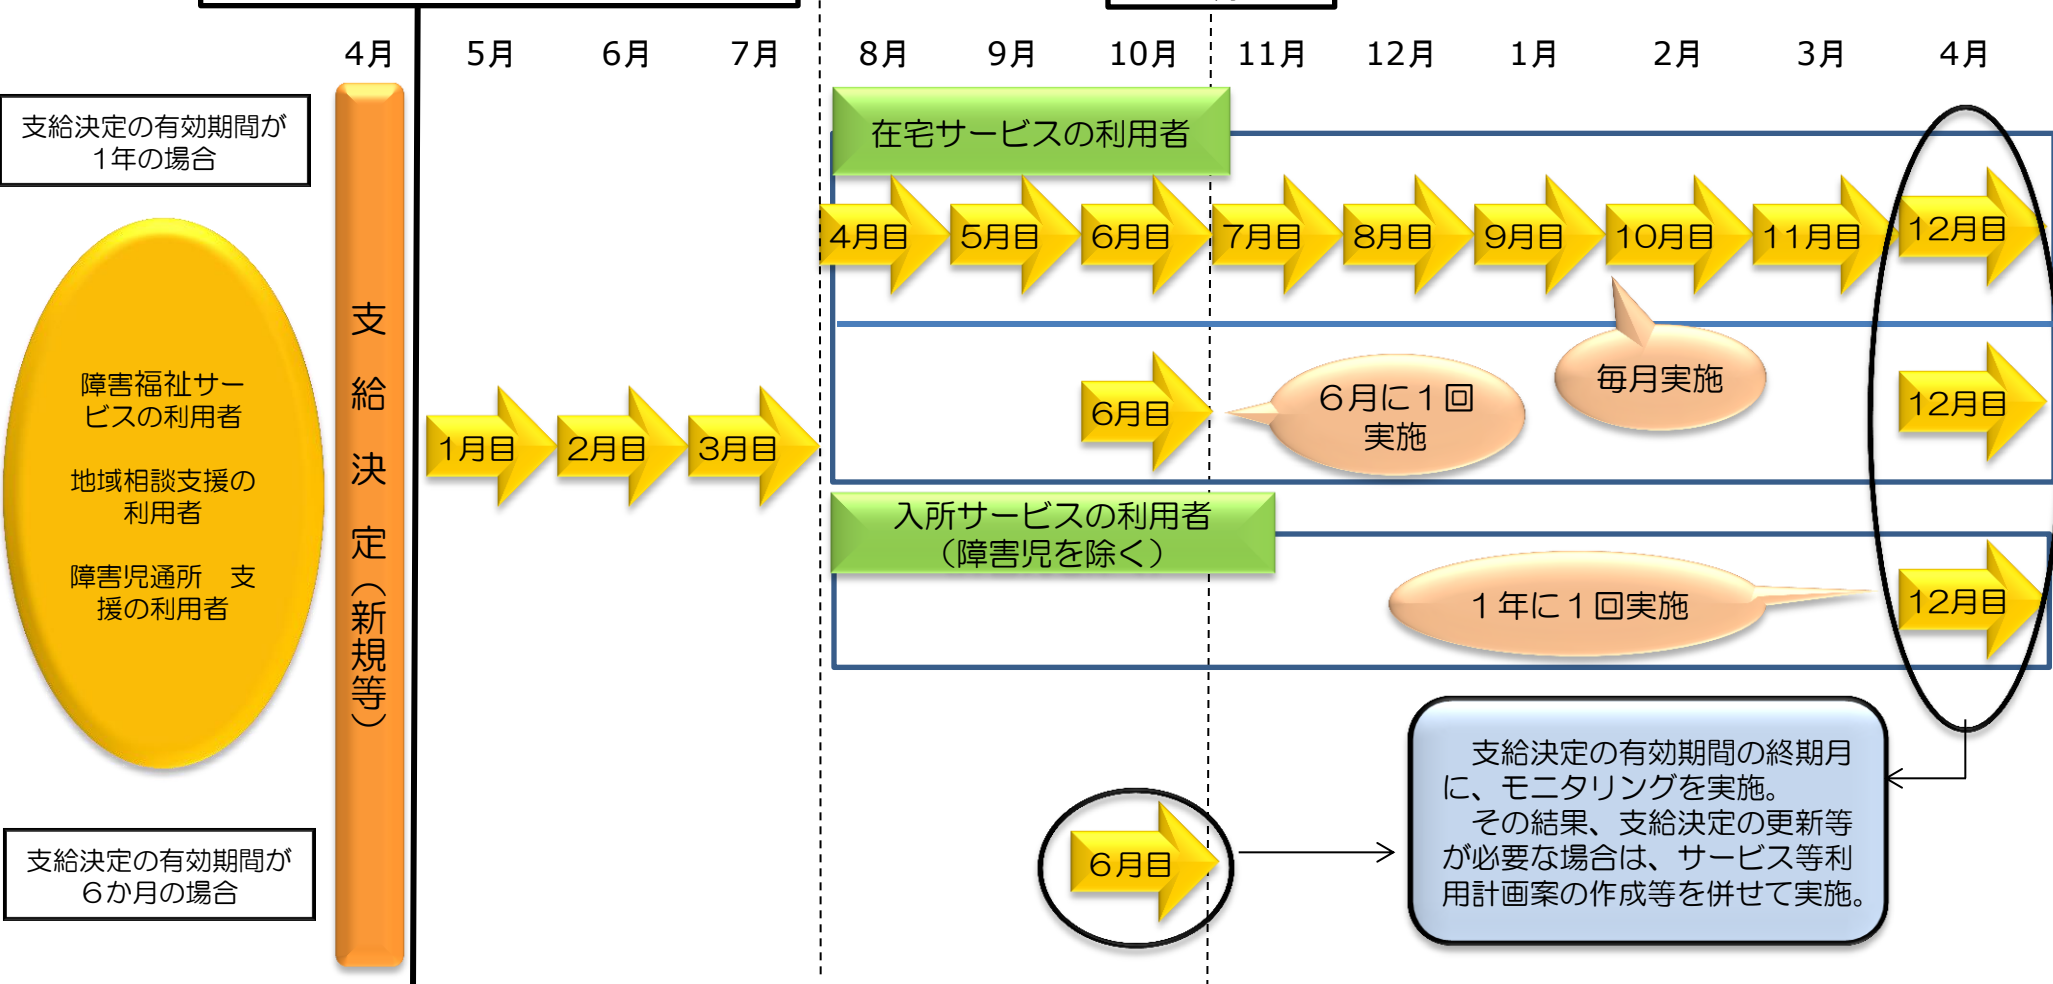 4月 5月 6月 7月 8月 9月 10月 11月 12月 1月 2月 3月 4月
支給決定の有効期間が
1年の場合
障害福祉サー
ビスの利用者
地域相談支援の
利用者
障害児通所　支
援の利用者
支給決定の有効期間が
６か月の場合
支給決定（新規等）
1月目 2月目 3月目
在宅サービスの利用者
4月目 5月目 6月目 7月目 8月目 9月目 10月目 11月目 12月目
毎月実施
6月目
６月に１回
実施
12月目
入所サービスの利用者
（障害児を除く）
１年に１回実施
12月目
６月目
支給決定の有効期間の終期月
に、モニタリングを実施。
その結果、支給決定の更新等
が必要な場合は、サービス等利
用計画案の作成等を併せて実施。